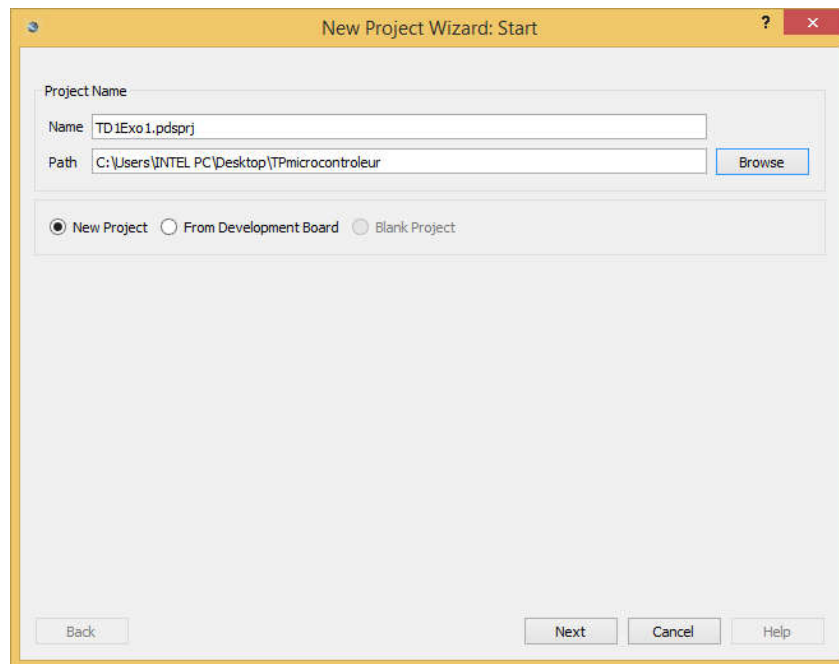 New Project Wizard: Start
?
Project Name
Name TD1Exo1.pdsprj
Path C:\Users\INTEL PC\Desktop\TPmicrocontroleur Browse
New Project From Development Board Blank Project
Back Next Cancel Help